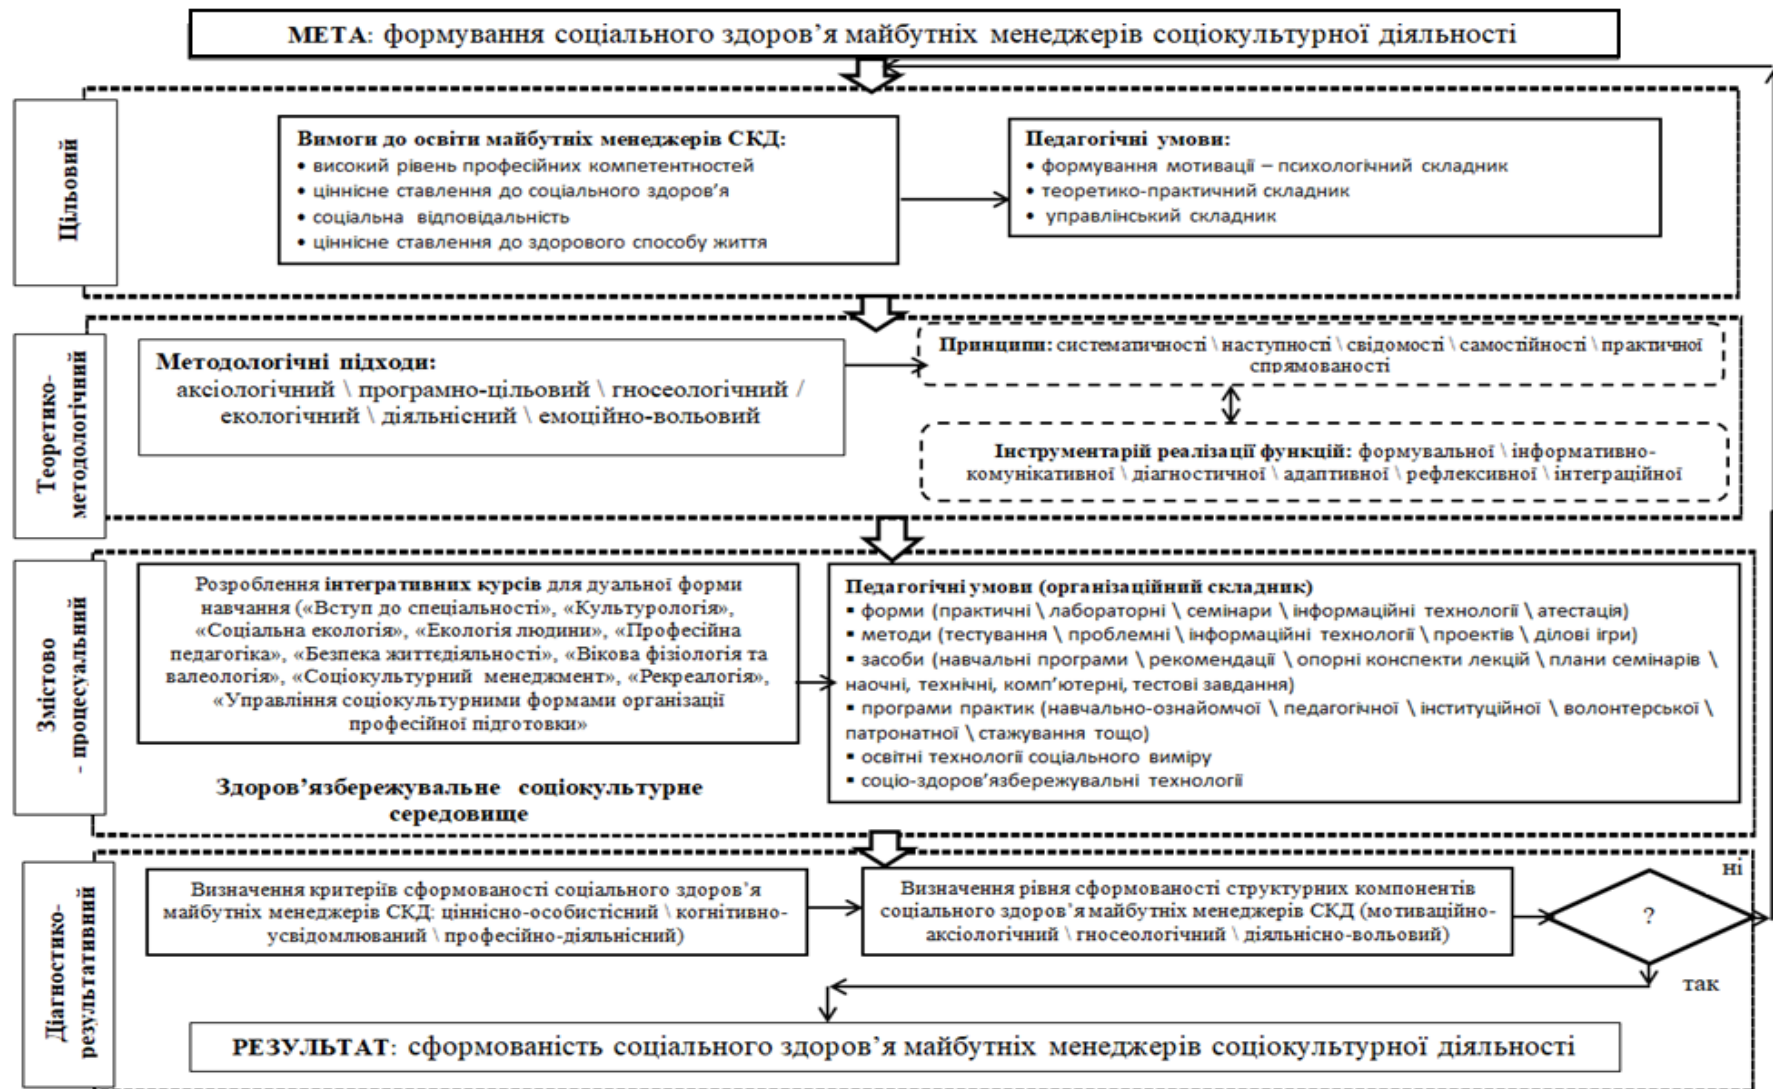 МЕТА: формування соціального здоров’я майбутніх менеджерів соціокультурної діяльності
Цільовий
Вимоги до освіти майбутніх менеджерів СКД:
• високий рівень професійних компетентностей
• ціннісне ставлення до соціального здоров’я
• соціальна відповідальність
• ціннісне ставлення до здорового способу життя
Педагогічні умови:
• формування мотивації – психологічний складник
• теоретико-практичний складник
• управлінський складник
Теоретико-
методологічний
Методологічні підходи:
аксіологічний \ програмно-цільовий \ гносеологічний /
екологічний \ діяльнісний \ емоційно-вольовий
Принципи: систематичності \ наступності \ свідомості \ самостійності \ практичної
спрямованості
Інструментарій реалізації функцій: формувальної \ інформативно-
комунікативної \ діагностичної \ адаптивної \ рефлексивної \ інтеграційної
Змістово
- процесуальний
Розроблення інтегративних курсів для дуальної форми
навчання («Вступ до спеціальності», «Культурологія»,
«Соціальна екологія», «Екологія людини», «Професійна
педагогіка», «Безпека життєдіяльності», «Вікова фізіологія та
валеологія», «Соціокультурний менеджмент», «Рекреалогія»,
«Управління соціокультурними формами організації
професійної підготовки»
Здоров’язбережувальне соціокультурне
середовище
Педагогічні умови (організаційний складник)
▪ форми (практичні \ лабораторні \ семінари \ інформаційні технології \ атестація)
▪ методи (тестування \ проблемні \ інформаційні технології \ проектів \ ділові ігри)
▪ засоби (навчальні програми \ рекомендації \ опорні конспекти лекцій \ плани семінарів \
наочні, технічні, комп’ютерні, тестові завдання)
▪ програми практик (навчально-ознайомчої \ педагогічної \ інституційної \ волонтерської \
патронатної \ стажування тощо)
▪ освітні технології соціального виміру
▪ соціо-здоров’язбережувальні технології
Діагностико-
результативний
Визначення критеріїв сформованості соціального здоров’я
майбутніх менеджерів СКД: ціннісно-особистісний \ когнітивно-
усвідомлюваний \ професійно-діяльнісний)
Визначення рівня сформованості структурних компонентів
соціального здоров’я майбутніх менеджерів СКД (мотиваційно-
аксіологічний \ гносеологічний \ діяльнісно-вольовий)
?
ні
так
РЕЗУЛЬТАТ: сформованість соціального здоров’я майбутніх менеджерів соціокультурної діяльності